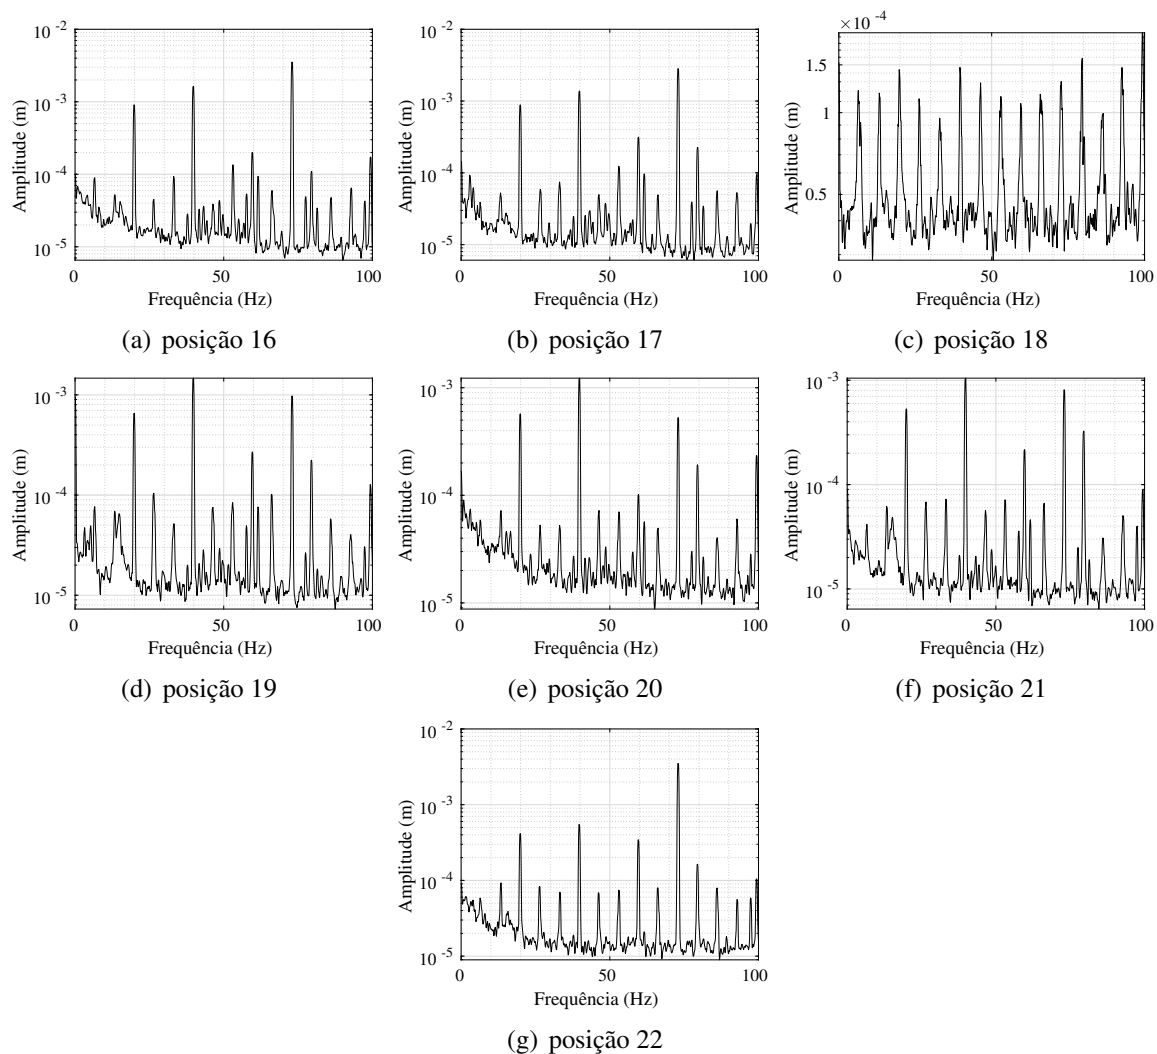 10 -2
10 -3
10 -4
10 -5
Amplitude (m)
0 50 100
Frequência (Hz)
(a) posição 16
10 -2
10 -3
10 -4
10 -5
Amplitude (m)
0 50 100
Frequência (Hz)
(b) posição 17
×10 -4
1.5
1
0.5
Amplitude (m)
0 50 100
Frequência (Hz)
(c) posição 18
10 -3
10 -4
10 -5
Amplitude (m)
0 50 100
Frequência (Hz)
(d) posição 19
10 -3
10 -4
10 -5
Amplitude (m)
0 50 100
Frequência (Hz)
(e) posição 20
10 -3
10 -4
10 -5
Amplitude (m)
0 50 100
Frequência (Hz)
(f) posição 21
10 -2
10 -3
10 -4
10 -5
Amplitude (m)
0 50 100
Frequência (Hz)
(g) posição 22